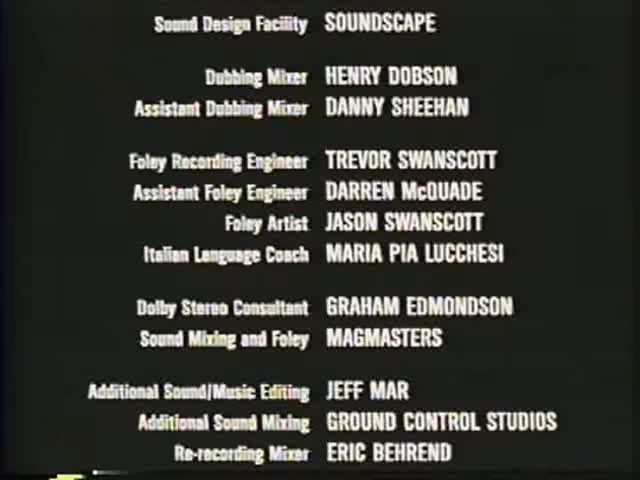 Sound Design Facility SOUNDSCAPE
Dubbing Mixer HENRY DOBSON
Assistant Dubbing Mixer DANNY SHEEHAN
Foley Recording Engineer TREVOR SWANSCOTT
Assistant Foley Engineer DARREN McQUADE
Foley Artist JASON SWANSCOTT
Italian Language Coach MARIA PIA LUCCHESI
Dolby Stereo Consultant GRAHAM EDMONDSON
Sound Mixing and Foley MAGMASTERS
Additional Sound/Music Editing JEFF MAR
Additional Sound Mixing GROUND CONTROL STUDIOS
Re-recording Mixer ERIC BEHREND